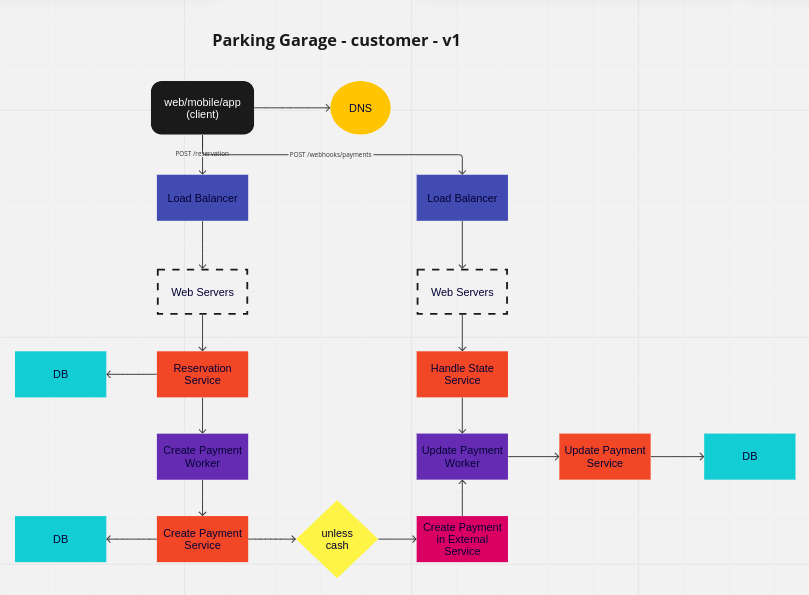 Parking Garage - customer - v1
web/mobile/app
(client)
DNS
POST /reservation
POST /webhooks/payments
Load Balancer
Load Balancer
Web Servers
Web Servers
DB
Reservation
Service
Handle State
Service
Create Payment
Worker
Update Payment
Worker
Update Payment
Service
DB
DB
Create Payment
Service
unless
cash
Create Payment
in External
Service